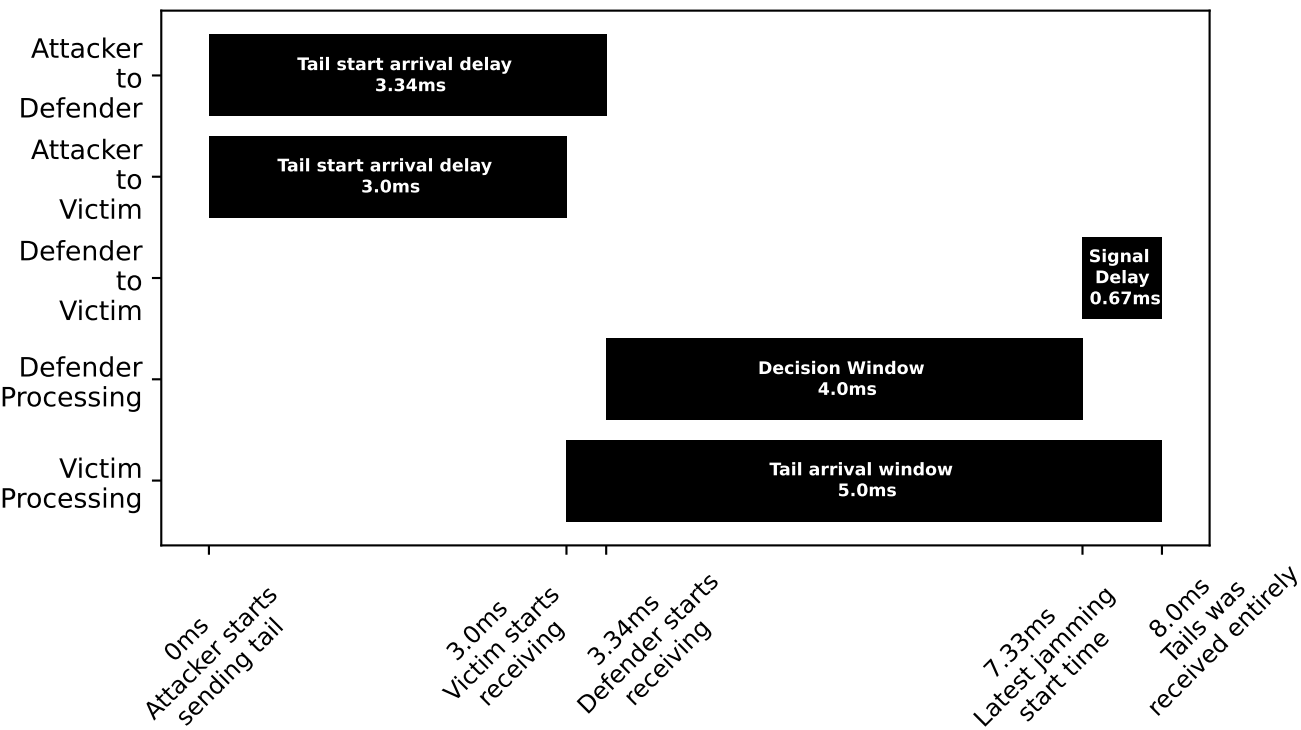 Attacker
to
Defender
Tail start arrival delay
3.34ms
Attacker
to
Victim
Tail start arrival delay
3.0ms
Defender
to
Victim
Signal
Delay
0.67ms
Defender
Processing
Decision Window
4.0ms
Victim
Processing
Tail arrival window
5.0ms
0ms
Attacker starts
sending tail
3.0ms
Victim starts
receiving
3.34ms
Defender starts
receiving
7.33ms
Latest jamming
start time
8.0ms
Tails was
received entirely